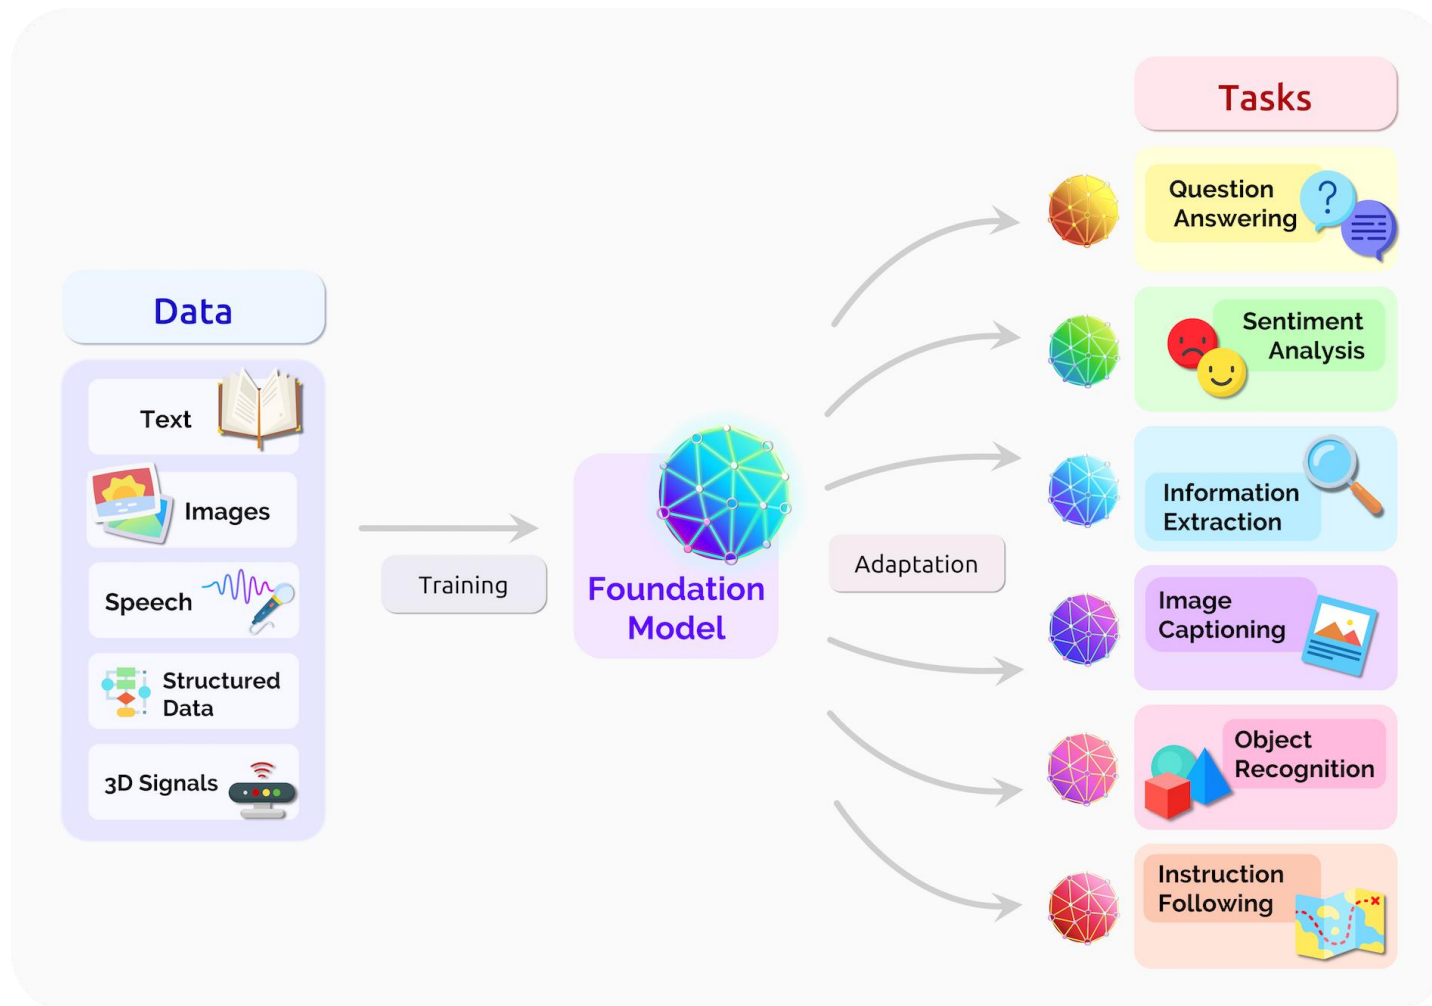 Data
Text
Images
Speech
Structured
Data
3D Signals
Training
Foundation
Model
Adaptation
Tasks
Question
Answering
?
Sentiment
Analysis
Information
Extraction
Image
Captioning
Object
Recognition
Instruction
Following